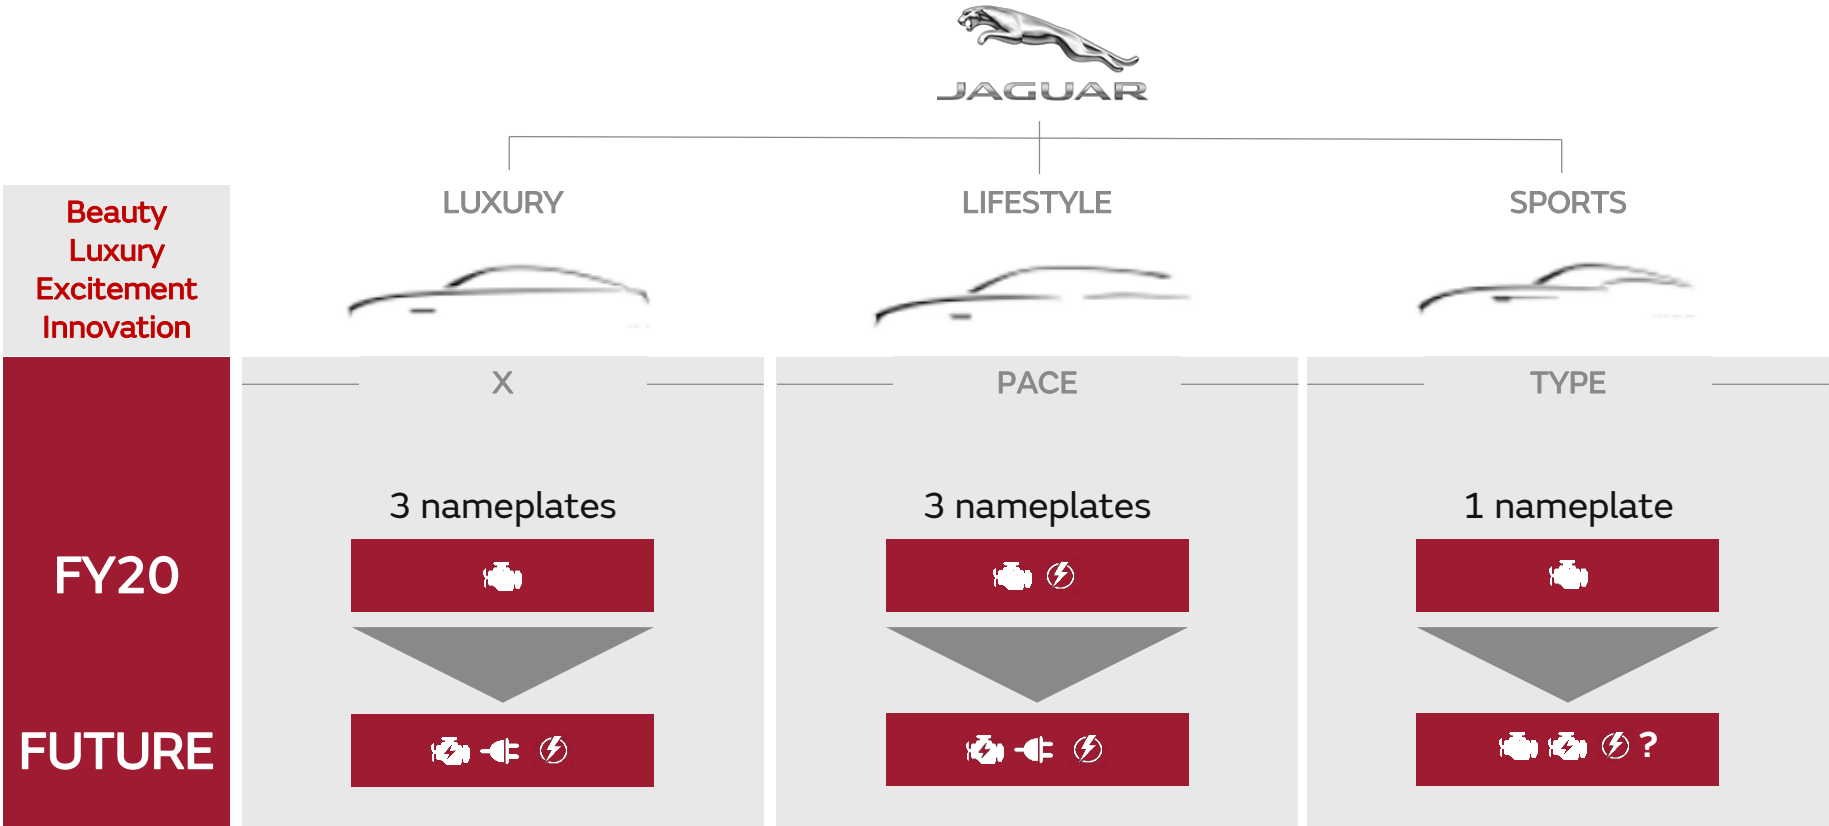 JAGUAR
LUXURY
LIFESTYLE
SPORTS
Beauty
Luxury
Excitement
Innovation
X
PACE
TYPE
3 nameplates
3 nameplates
1 nameplate
FY20
FUTURE
?